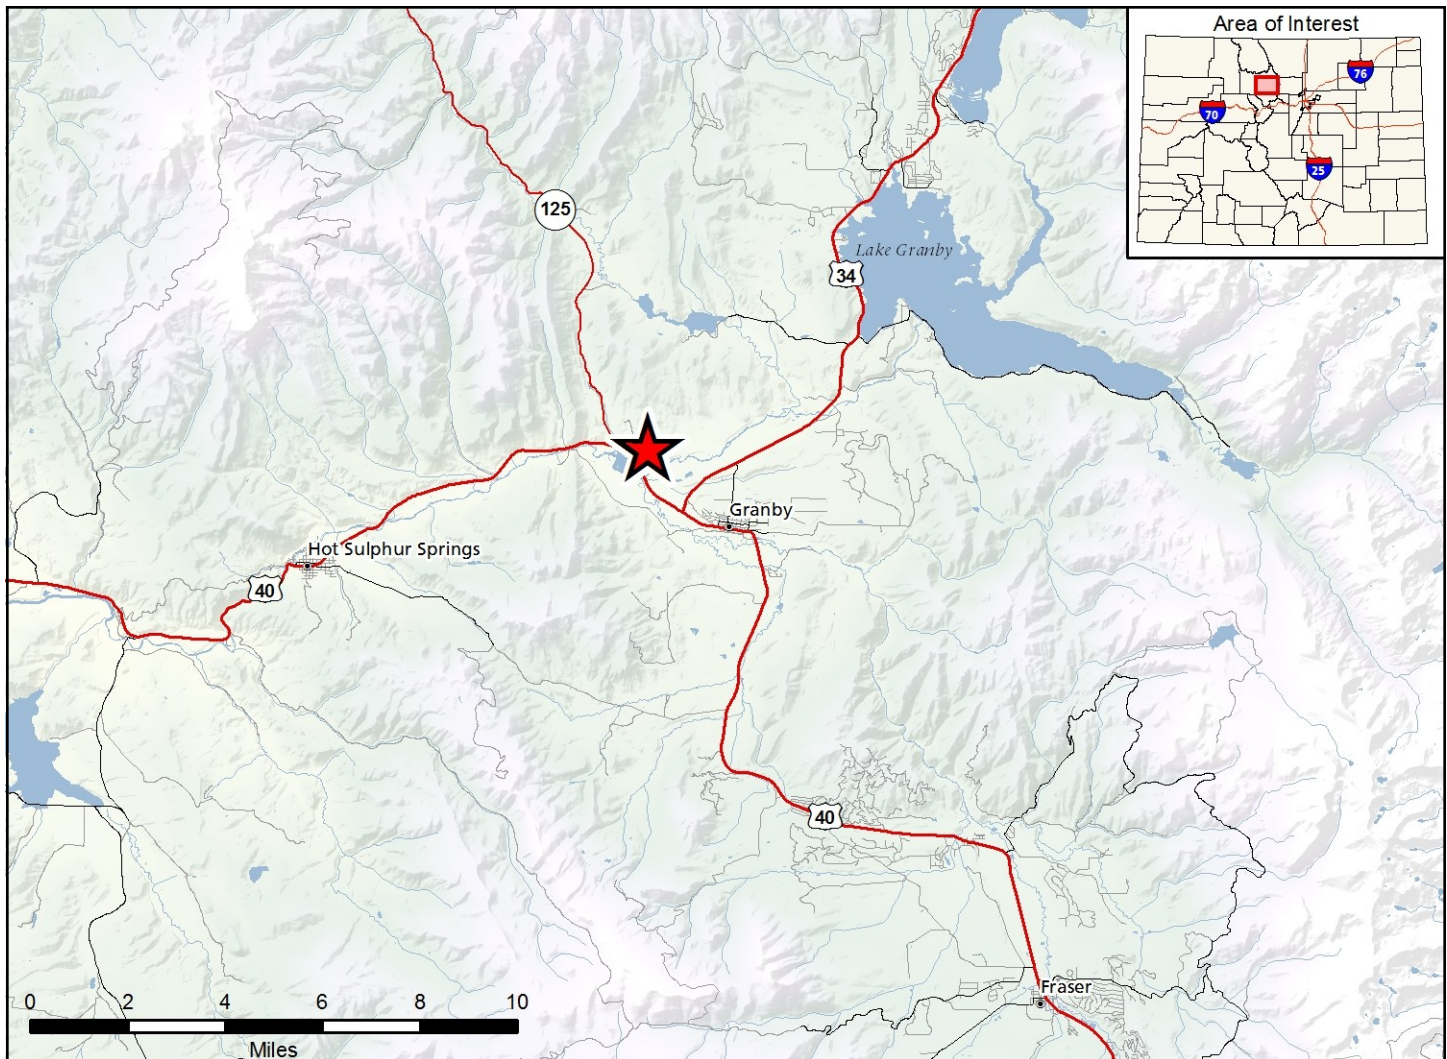 Area of Interest
76
70
25
125
Lake Granby
34
Granby
Hot Sulphur Springs
40
40
Fraser
0 2 4 6 8 10
Miles